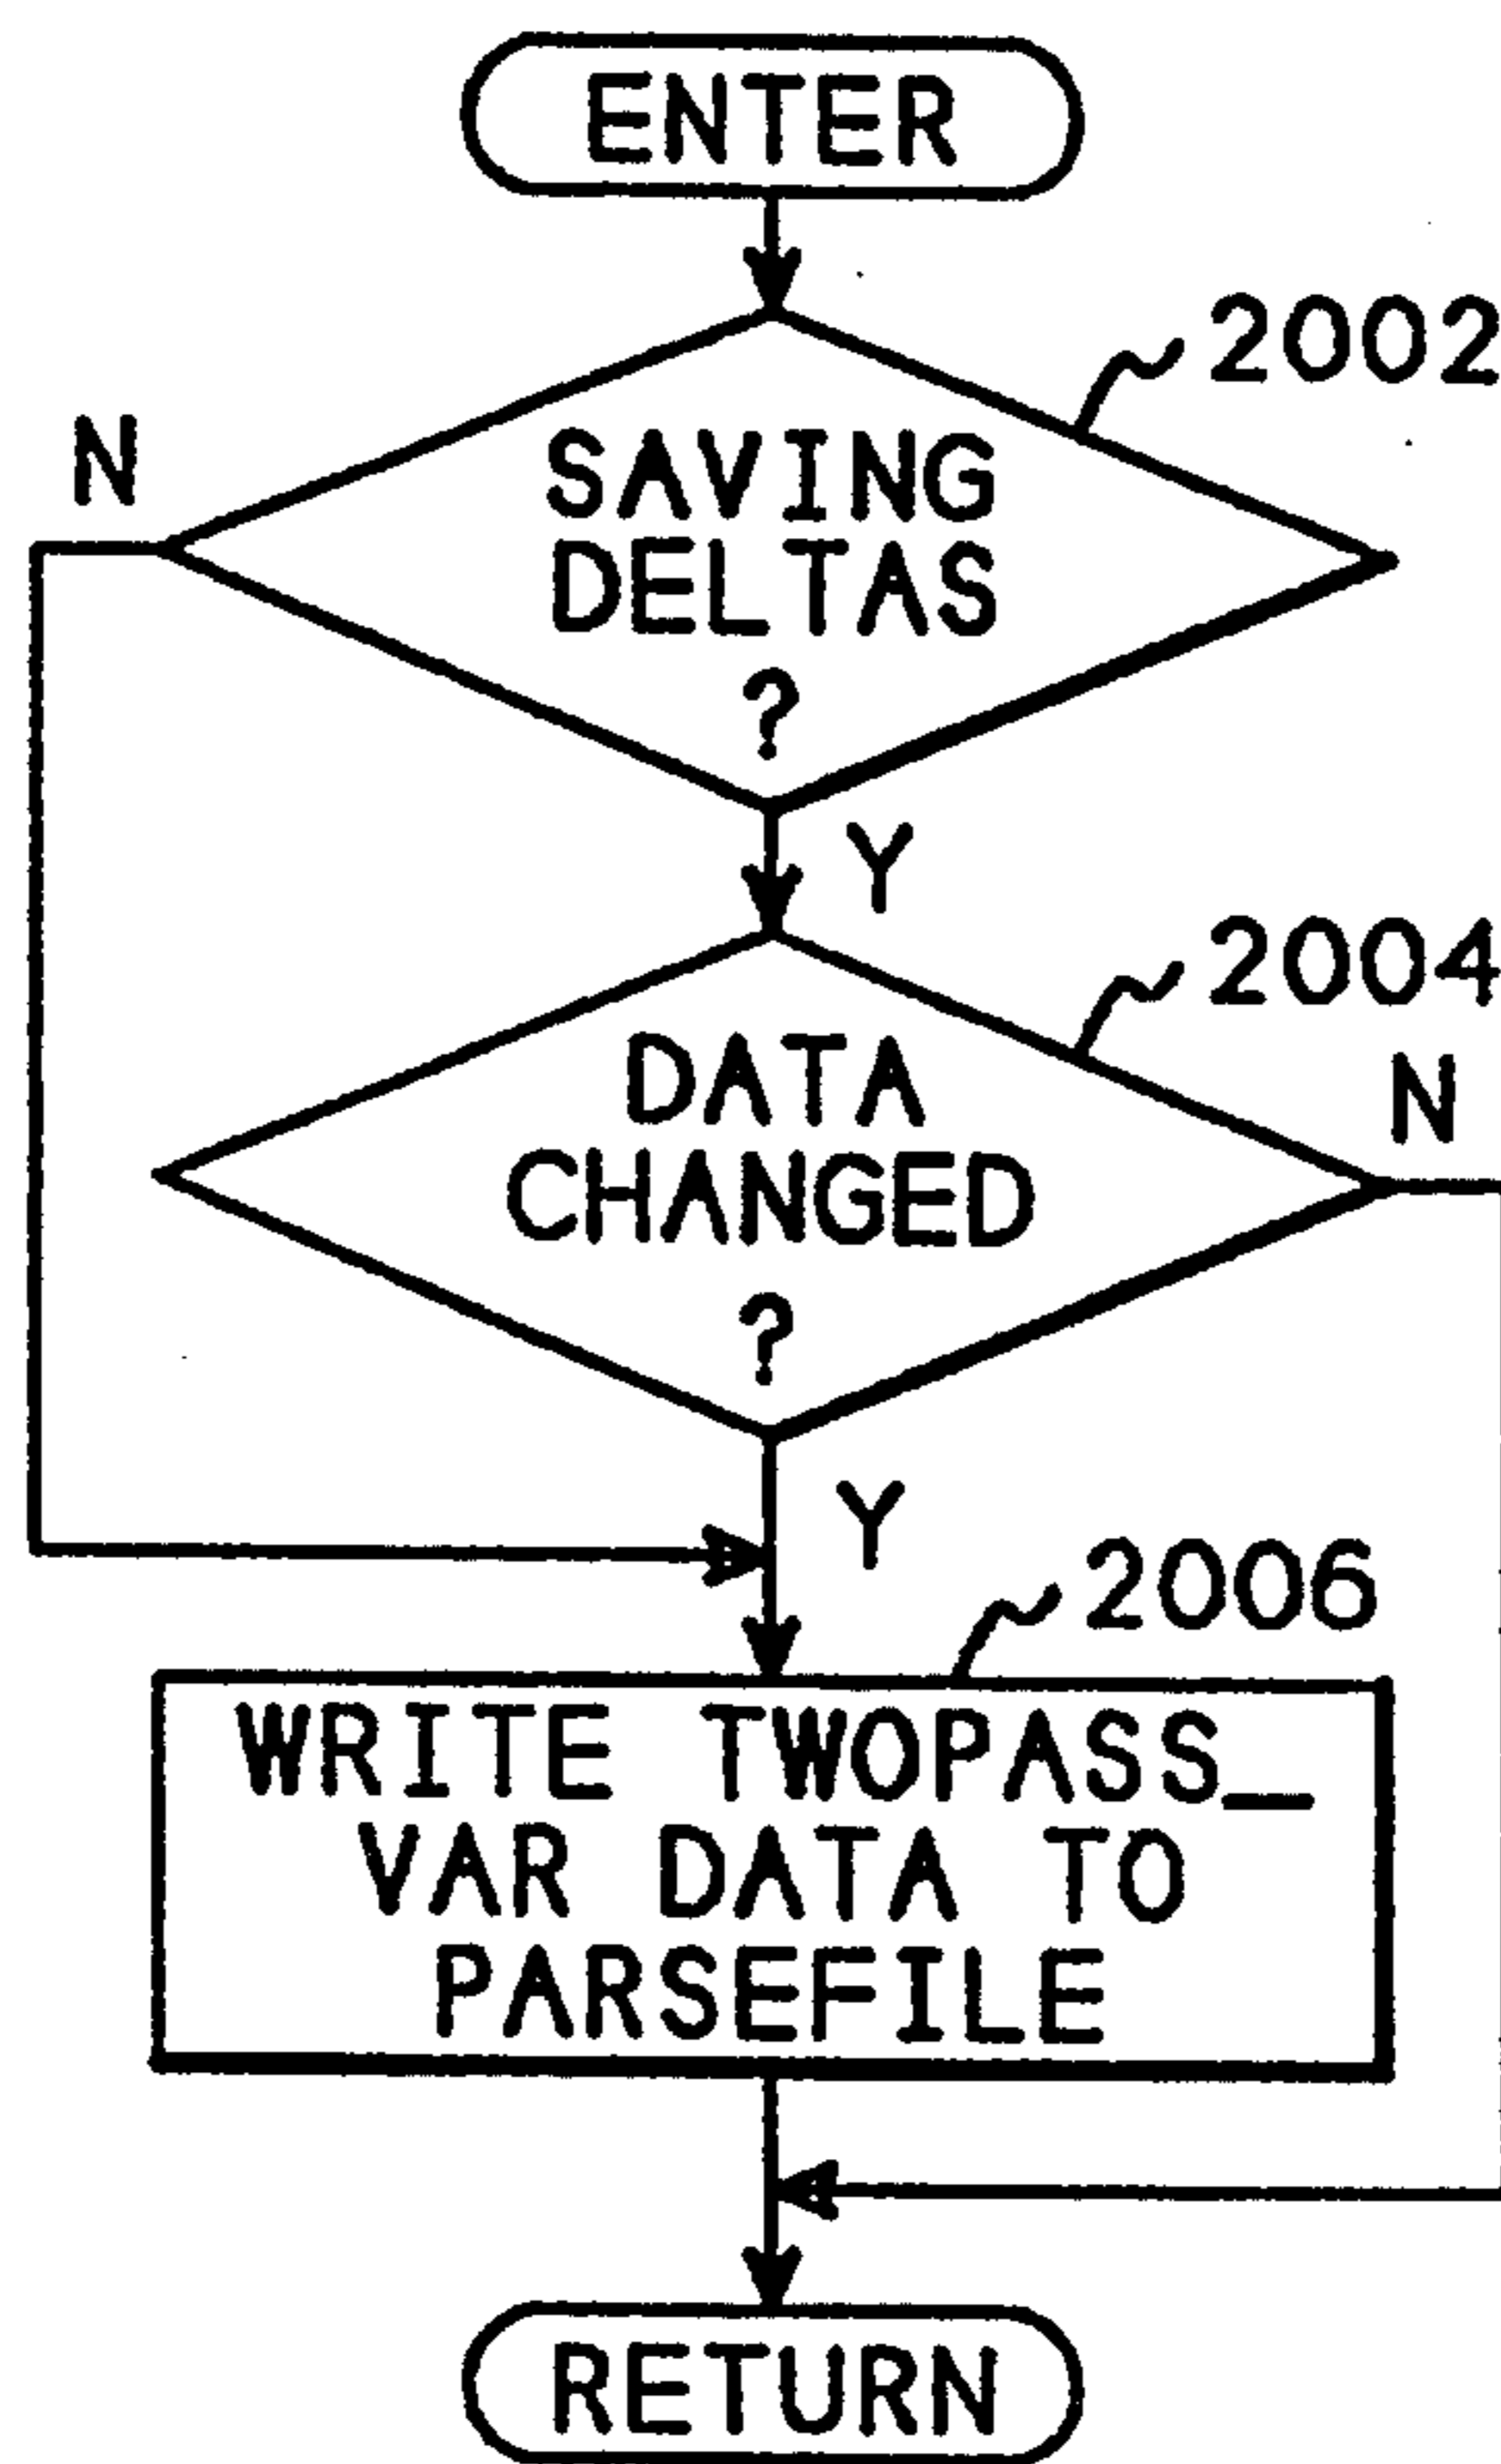 ENTER
2002
N
SAVING
DELTAS
?
Y
2004
DATA
N
CHANGED
?
Y
2006
WRITE TWOPASS_
VAR DATA TO
PARSEFILE
RETURN